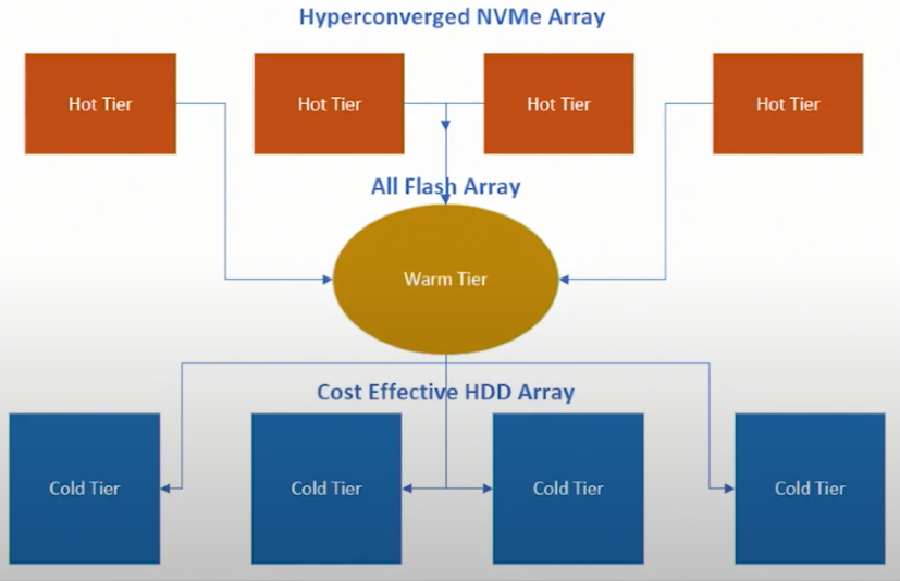 Hyperconverged NVMe Array
Hot Tier
Hot Tier
Hot Tier
Hot Tier
All Flash Array
Warm Tier
Cost Effective HDD Array
Cold Tier
Cold Tier
Cold Tier
Cold Tier